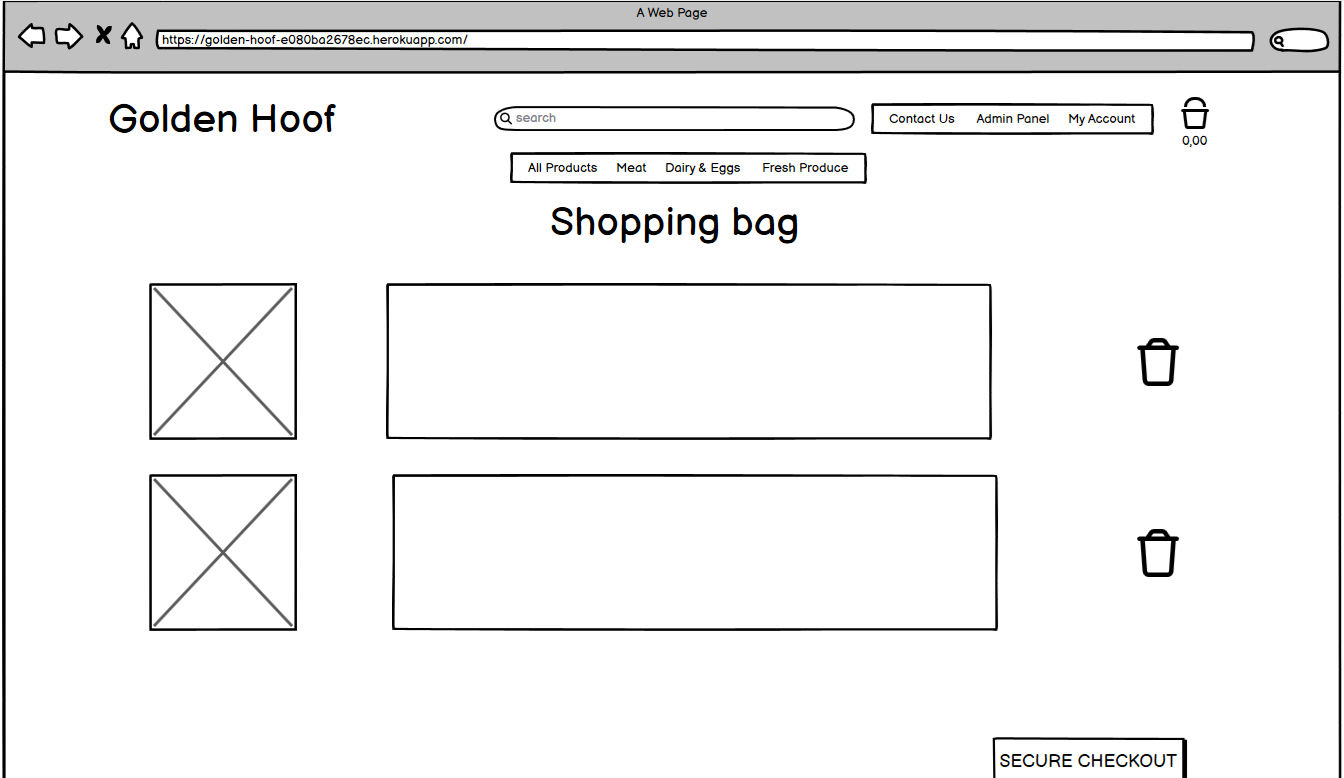 A Web Page
https://golden-hoof-e080ba2678ec.herokuapp.com/
Golden Hoof
search
Contact Us Admin Panel My Account
0,00
All Products Meat Dairy & Eggs Fresh Produce
Shopping bag
SECURE CHECKOUT